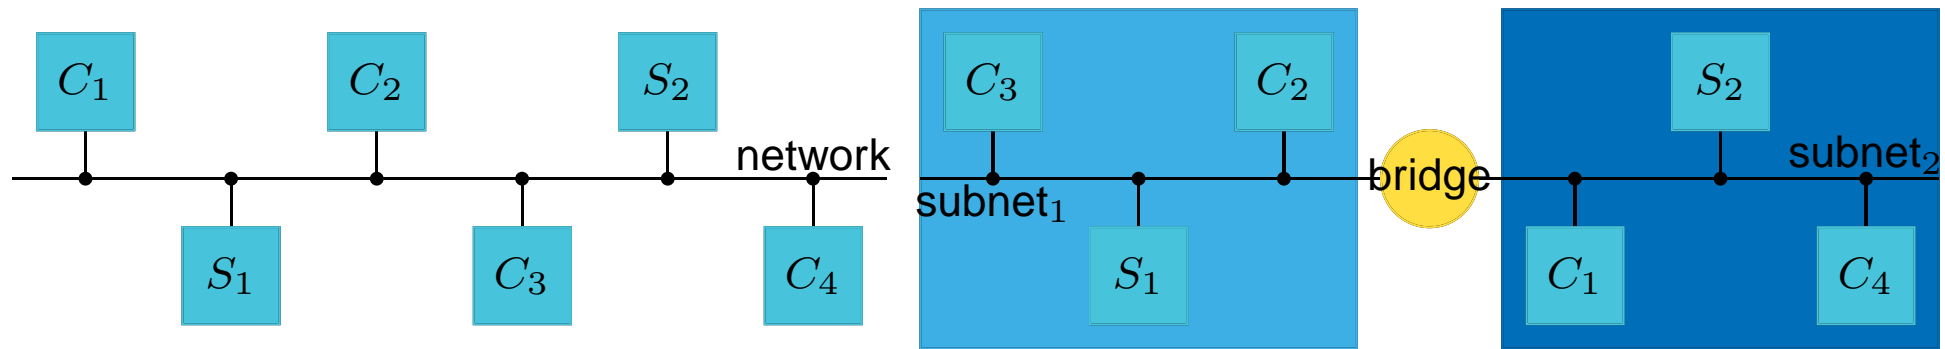 C₁
C₂
S₂
network
S₁
C₃
C₄
C₃
C₂
subnet₁
S₁
bridge
S₂
subnet₂
C₁
C₄